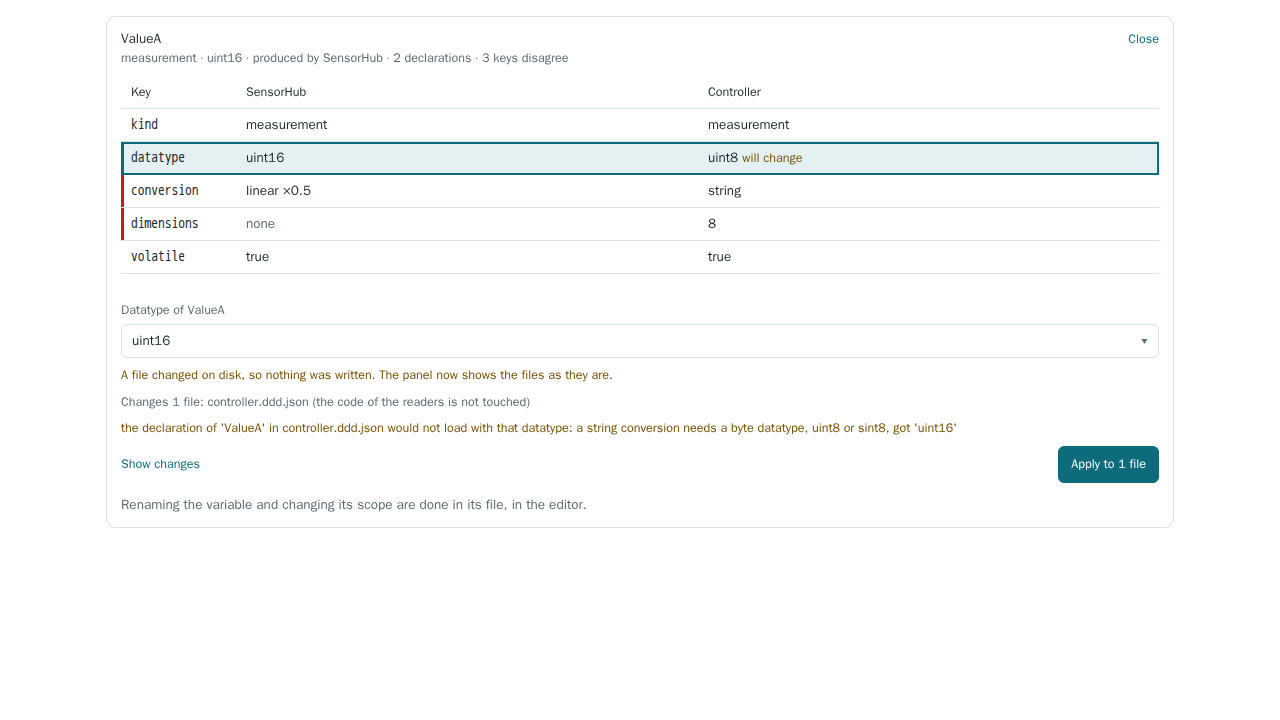 ValueA
Close
measurement · uint16 · produced by SensorHub · 2 declarations · 3 keys disagree
Key SensorHub Controller
kind measurement measurement
datatype uint16 uint8 will change
conversion linear ×0.5 string
dimensions none 8
volatile true true
Datatype of ValueA
uint16
A file changed on disk, so nothing was written. The panel now shows the files as they are.
Changes 1 file: controller.ddd.json (the code of the readers is not touched)
the declaration of 'ValueA' in controller.ddd.json would not load with that datatype: a string conversion needs a byte datatype, uint8 or sint8, got 'uint16'
Show changes
Apply to 1 file
Renaming the variable and changing its scope are done in its file, in the editor.